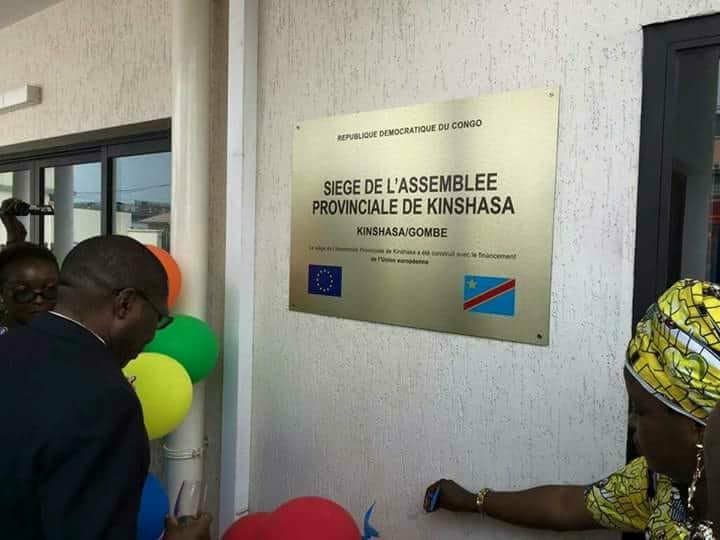 REPUBLIQUE DEMOCRATIQUE DU CONGO
SIEGE DE L'ASSEMBLEE
PROVINCIALE DE KINSHASA
KINSHASA/GOMBE
Le siège de l'Assemblée Provinciale de Kinshasa a été construit avec le financement
de l'Union européenne